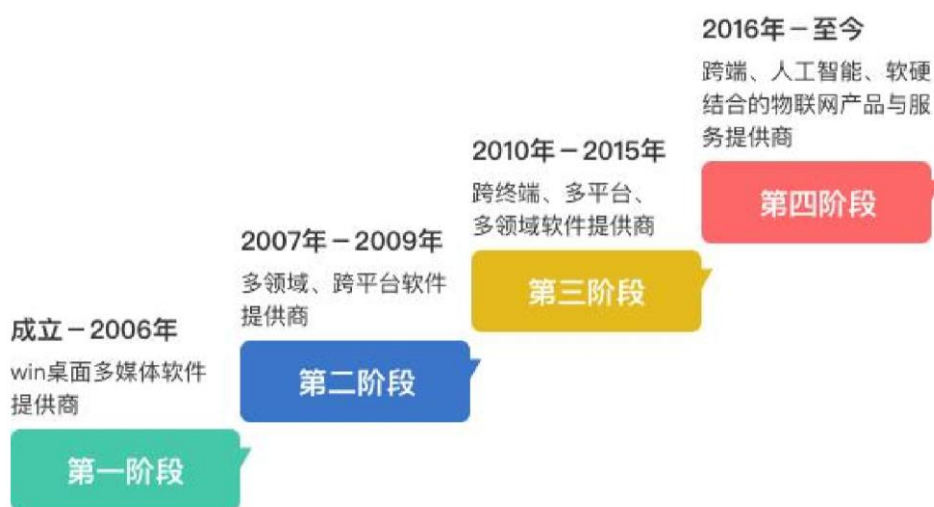 成立－2006年
win桌面多媒体软件
提供商
第一阶段
2007年－2009年
多领域、跨平台软件
提供商
第二阶段
2010年－2015年
跨终端、多平台、
多领域软件提供商
第三阶段
2016年－至今
跨端、人工智能、软硬
结合的物联网产品与服
务提供商
第四阶段